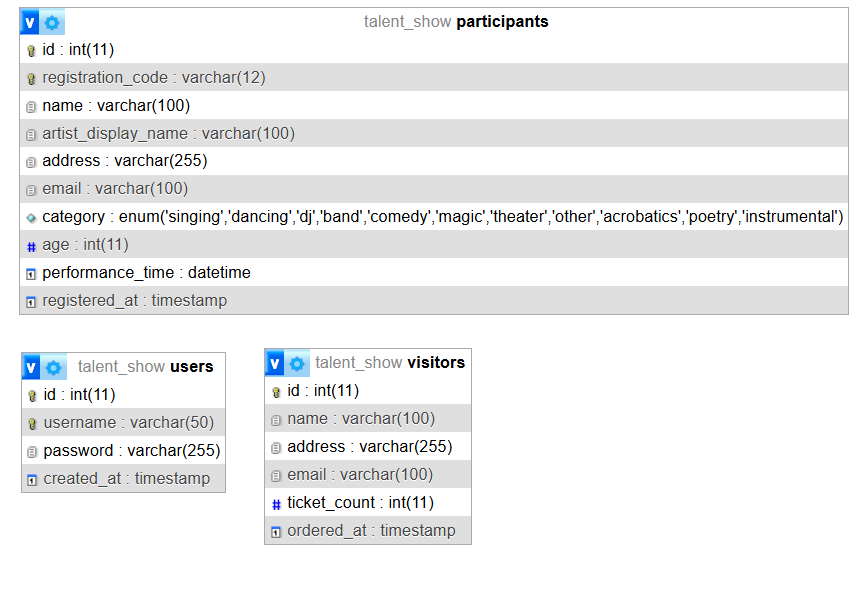 v talent_show participants
id : int(11)
registration_code : varchar(12)
name : varchar(100)
artist_display_name : varchar(100)
address : varchar(255)
email : varchar(100)
category : enum('singing','dancing','dj','band','comedy','magic','theater','other','acrobatics','poetry','instrumental')
# age : int(11)
performance_time : datetime
registered_at : timestamp
v talent_show users
id : int(11)
username : varchar(50)
password : varchar(255)
created_at : timestamp
v talent_show visitors
id : int(11)
name : varchar(100)
address : varchar(255)
email : varchar(100)
# ticket_count : int(11)
ordered_at : timestamp